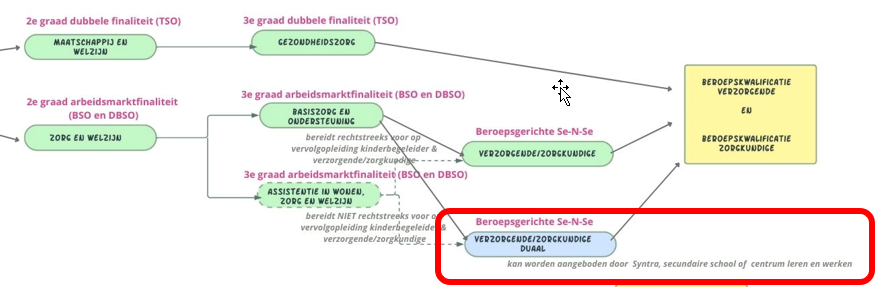 2e graad dubbele finaliteit (TSO)
3e graad dubbele finaliteit (TSO)
MAATSCHAPPIJ EN
WELZIJN
GEZONDHEIDSZORG
BEROEPSKWALIFICATIE
VERZORGENDE
EN
BEROEPSKWALIFICATIE
ZORGKUNDIGE
2e graad arbeidsmarktfinaliteit
(BSO en DBSO)
ZORG EN WELZIJN
3e graad arbeidsmarktfinaliteit (BSO en DBSO)
BASISZORG EN
ONDERSTEUNING
bereidt rechtstreeks voor op
vervolgopleiding kinderbegeleider &
verzorgende/zorgkundige
Beroepsgerichte Se-N-Se
VERZORGENDE/ZORGKUNDIGE
3e graad arbeidsmarktfinaliteit (BSO en DBSO)
ASSISTENTIE IN WONEN,
ZORG EN WELZIJN
bereidt NIET rechtstreeks voor op
vervolgopleiding kinderbegeleider &
verzorgende/zorgkundige
Beroepsgerichte Se-N-Se
VERZORGENDE/ZORGKUNDIGE
DUAAL
kan worden aangeboden door Syntra, secundaire school of centrum leren en werken